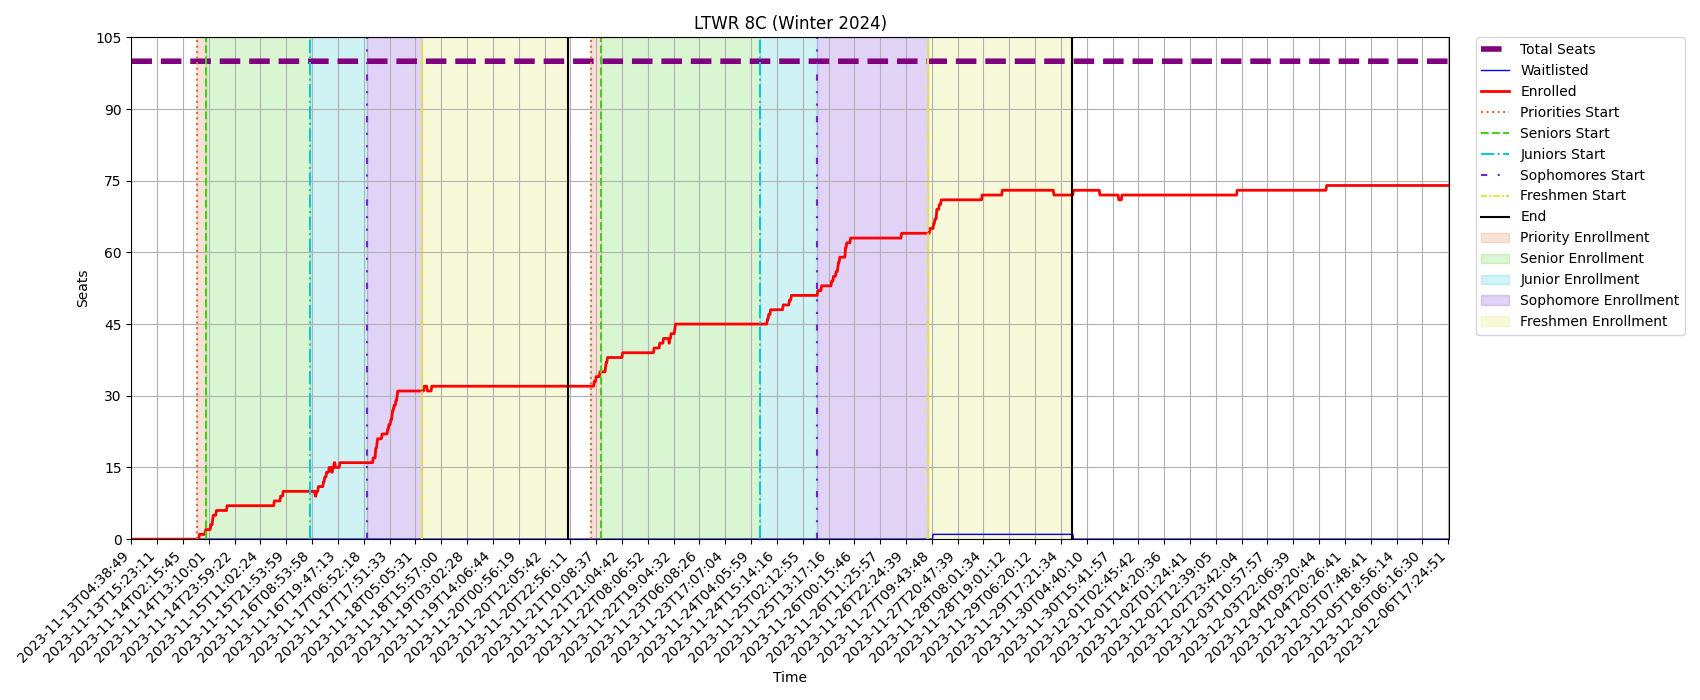 LTWR 8C (Winter 2024)
105
90
75
60
45
30
15
0
Seats
2023-11-13T04:38:49
2023-11-13T15:23:11
2023-11-14T02:15:45
2023-11-14T13:10:01
2023-11-14T23:59:22
2023-11-15T11:02:24
2023-11-15T21:53:59
2023-11-16T08:53:58
2023-11-16T19:47:13
2023-11-17T06:52:18
2023-11-17T17:51:33
2023-11-18T05:05:31
2023-11-18T15:57:00
2023-11-19T03:02:28
2023-11-19T14:06:44
2023-11-20T00:56:19
2023-11-20T12:05:42
2023-11-20T22:56:11
2023-11-21T10:08:37
2023-11-21T21:04:42
2023-11-22T08:06:52
2023-11-22T19:04:32
2023-11-23T06:08:26
2023-11-23T17:07:04
2023-11-24T04:05:59
2023-11-24T15:14:16
2023-11-25T02:12:55
2023-11-25T13:17:16
2023-11-26T00:15:46
2023-11-26T11:25:57
2023-11-26T22:24:39
2023-11-27T09:43:48
2023-11-27T20:47:39
2023-11-28T08:01:34
2023-11-28T19:01:12
2023-11-29T06:20:12
2023-11-29T17:21:34
2023-11-30T04:40:10
2023-11-30T15:41:57
2023-12-01T02:45:42
2023-12-01T14:20:36
2023-12-02T01:24:41
2023-12-02T12:39:05
2023-12-02T23:42:04
2023-12-03T10:57:57
2023-12-03T22:06:39
2023-12-04T09:20:44
2023-12-04T20:26:41
2023-12-05T07:48:41
2023-12-05T18:56:14
2023-12-06T06:16:30
2023-12-06T17:24:51
Time
Total Seats
Waitlisted
Enrolled
Priorities Start
Seniors Start
Juniors Start
Sophomores Start
Freshmen Start
End
Priority Enrollment
Senior Enrollment
Junior Enrollment
Sophomore Enrollment
Freshmen Enrollment